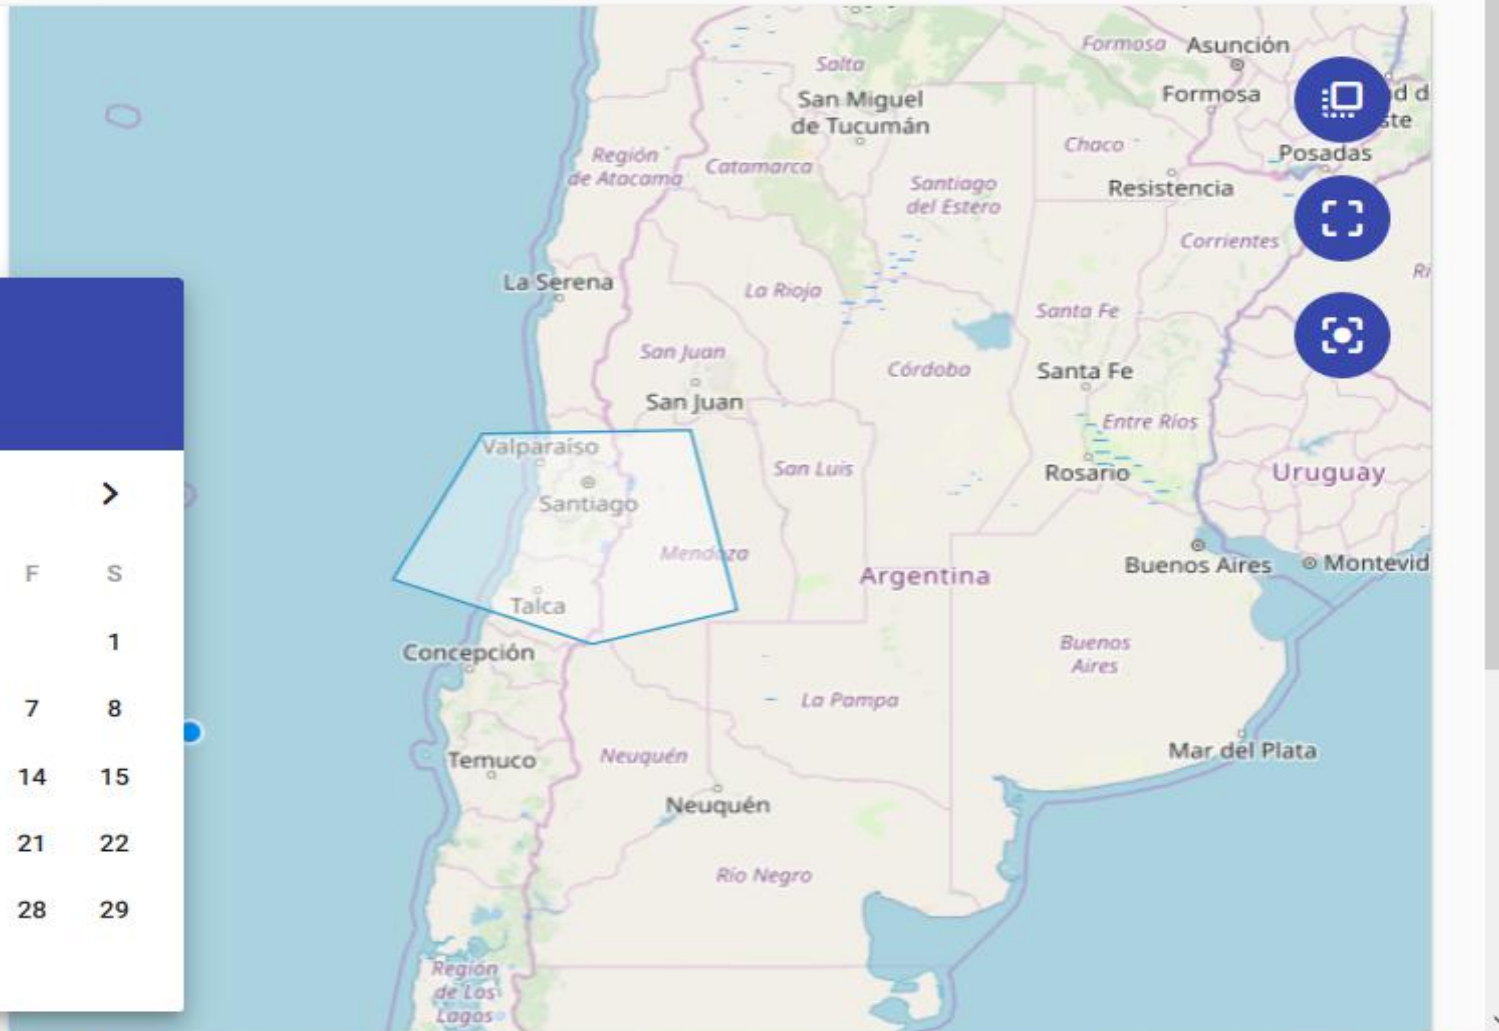 Formosa
Asunción
Salta
San Miguel
de Tucumán
Formosa
d d
ste
Chaco
Posadas
Región
de Atacama
Catamarca
Santiago
del Estero
Resistencia
Corrientes
La Serena
La Rioja
Ri
Santa Fe
San Juan
Córdoba
Santa Fe
San Juan
Entre Ríos
Valparaíso
San Luis
Rosario
Uruguay
Santiago
Mendoza
Argentina
Buenos Aires
Montevid
F S
Talca
1
Concepción
Buenos
Aires
7 8
La Pampa
Temuco
Neuquén
Mar del Plata
14 15
Neuquén
21 22
Río Negro
28 29
Región
de Los
Lagos